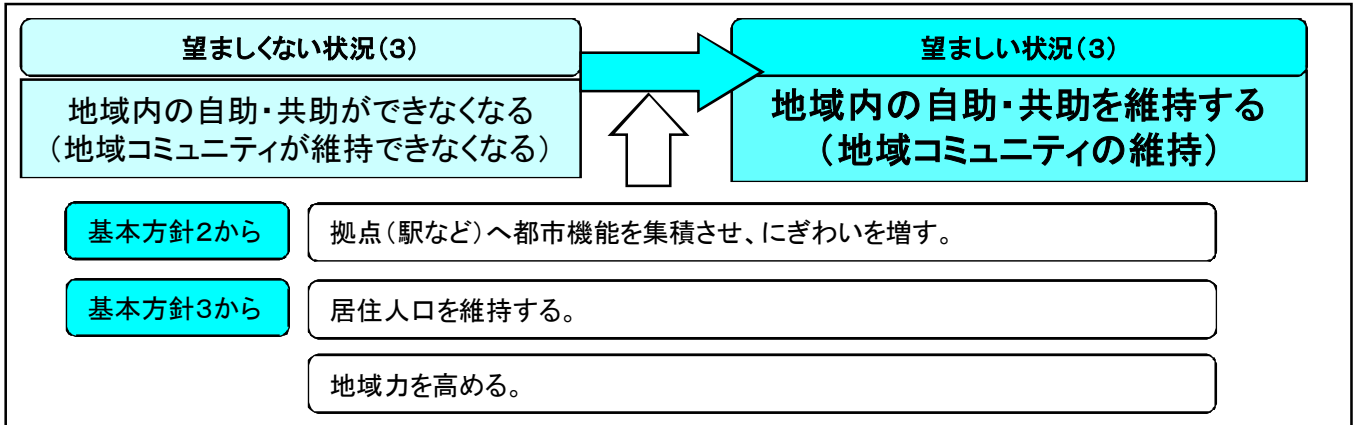 望ましくない状況(3)
望ましい状況(3)
地域内の自助・共助ができなくなる
(地域コミュニティが維持できなくなる)
地域内の自助・共助を維持する
(地域コミュニティの維持)
基本方針2から
拠点(駅など)へ都市機能を集積させ、にぎわいを増す。
基本方針3から
居住人口を維持する。
地域力を高める。